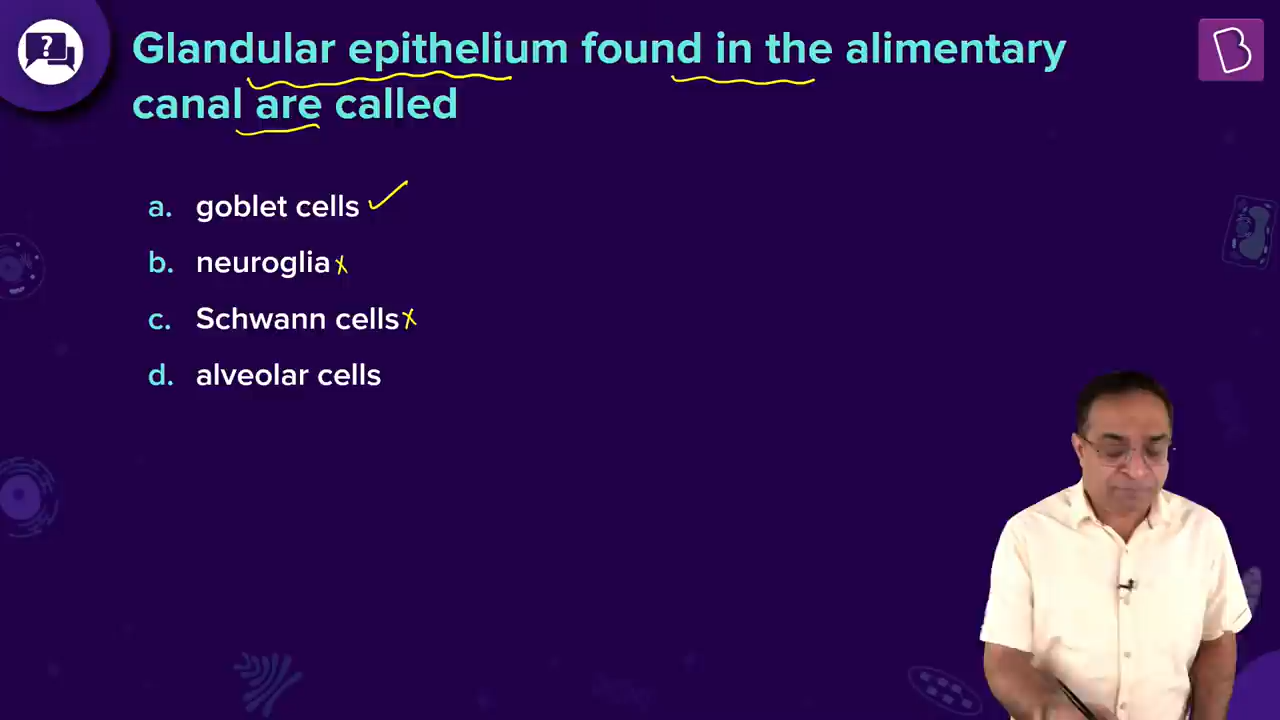 Glandular epithelium found in the alimentary
canal are called
a. goblet cells
b. neuroglia
c. Schwann cells
d. alveolar cells